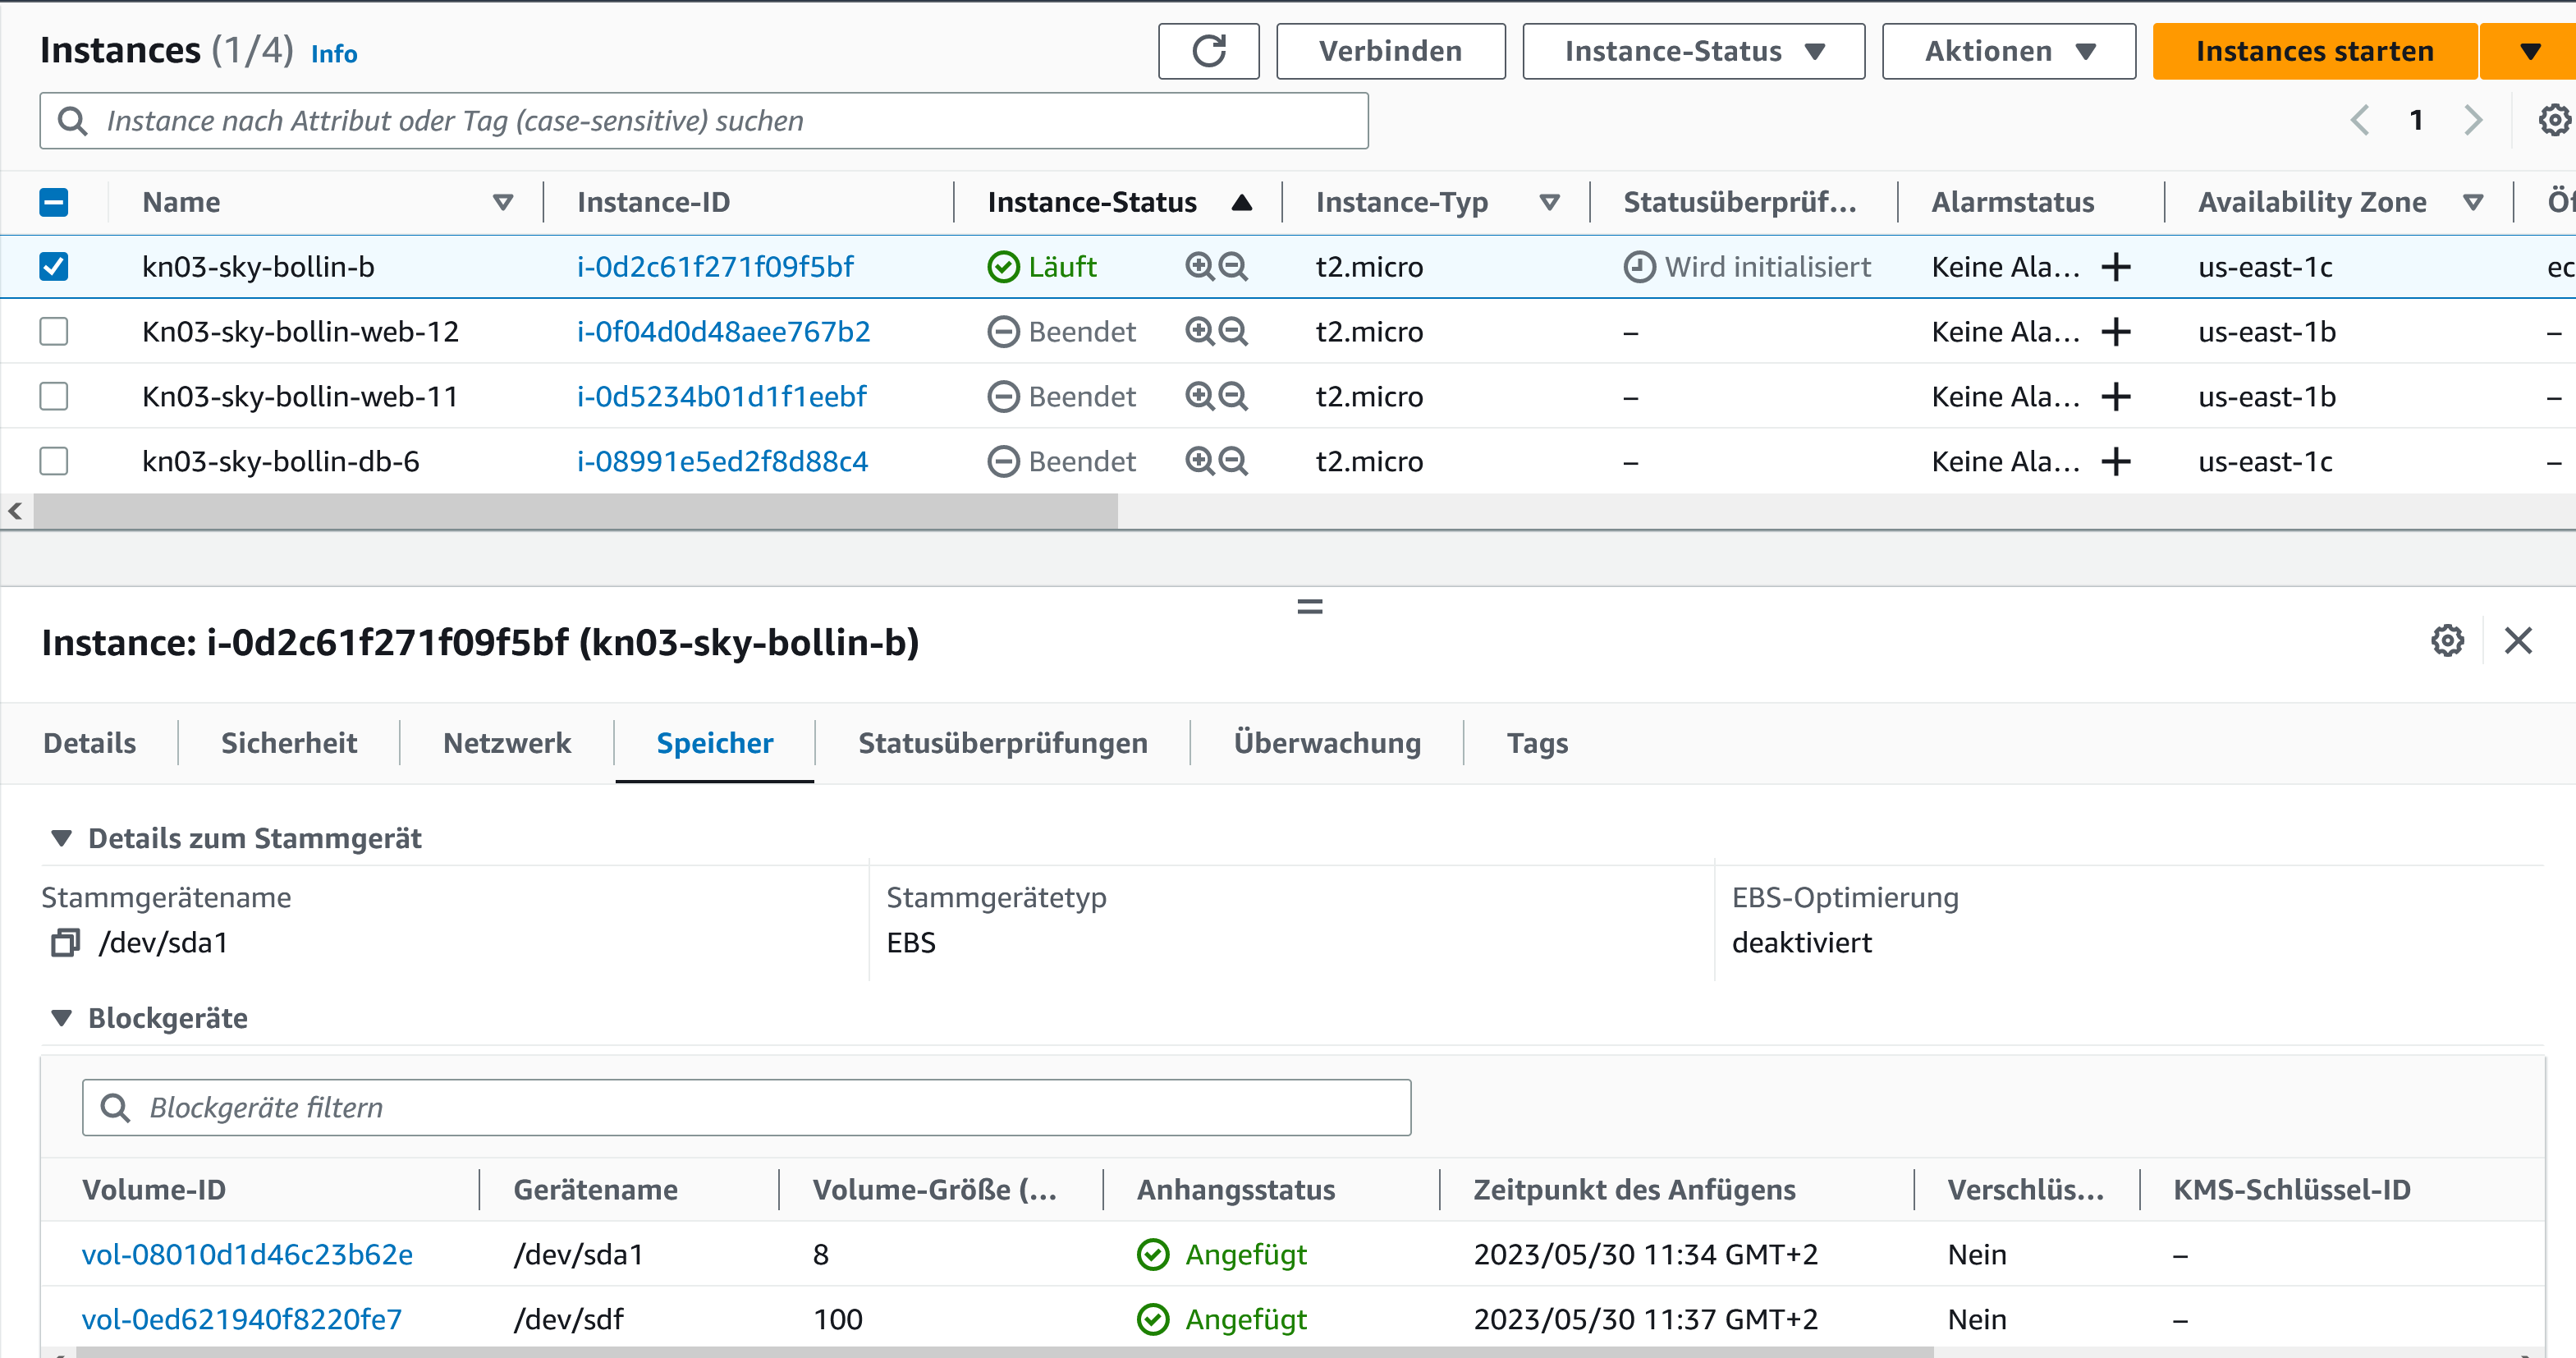 Instances (1/4) Info Verbinden Instance-Status Aktionen Instances starten
Instance nach Attribut oder Tag (case-sensitive) suchen 1
Name Instance-ID Instance-Status Instance-Typ Statusüberprüf... Alarmstatus Availability Zone Öf
kn03-sky-bollin-b i-0d2c61f271f09f5bf Läuft t2.micro Wird initialisiert Keine Ala... us-east-1c ec
Kn03-sky-bollin-web-12 i-0f04d0d48aee767b2 Beendet t2.micro – Keine Ala... us-east-1b –
Kn03-sky-bollin-web-11 i-0d5234b01d1f1eebf Beendet t2.micro – Keine Ala... us-east-1b –
kn03-sky-bollin-db-6 i-08991e5ed2f8d88c4 Beendet t2.micro – Keine Ala... us-east-1c –
Instance: i-0d2c61f271f09f5bf (kn03-sky-bollin-b)
Details Sicherheit Netzwerk Speicher Statusüberprüfungen Überwachung Tags
Details zum Stammgerät
Stammgerätename Stammgerätetyp EBS-Optimierung
/dev/sda1 EBS deaktiviert
Blockgeräte
Blockgeräte filtern
Volume-ID Gerätename Volume-Größe (... Anhangsstatus Zeitpunkt des Anfügens Verschlüs... KMS-Schlüssel-ID
vol-08010d1d46c23b62e /dev/sda1 8 Angefügt 2023/05/30 11:34 GMT+2 Nein –
vol-0ed621940f8220fe7 /dev/sdf 100 Angefügt 2023/05/30 11:37 GMT+2 Nein –